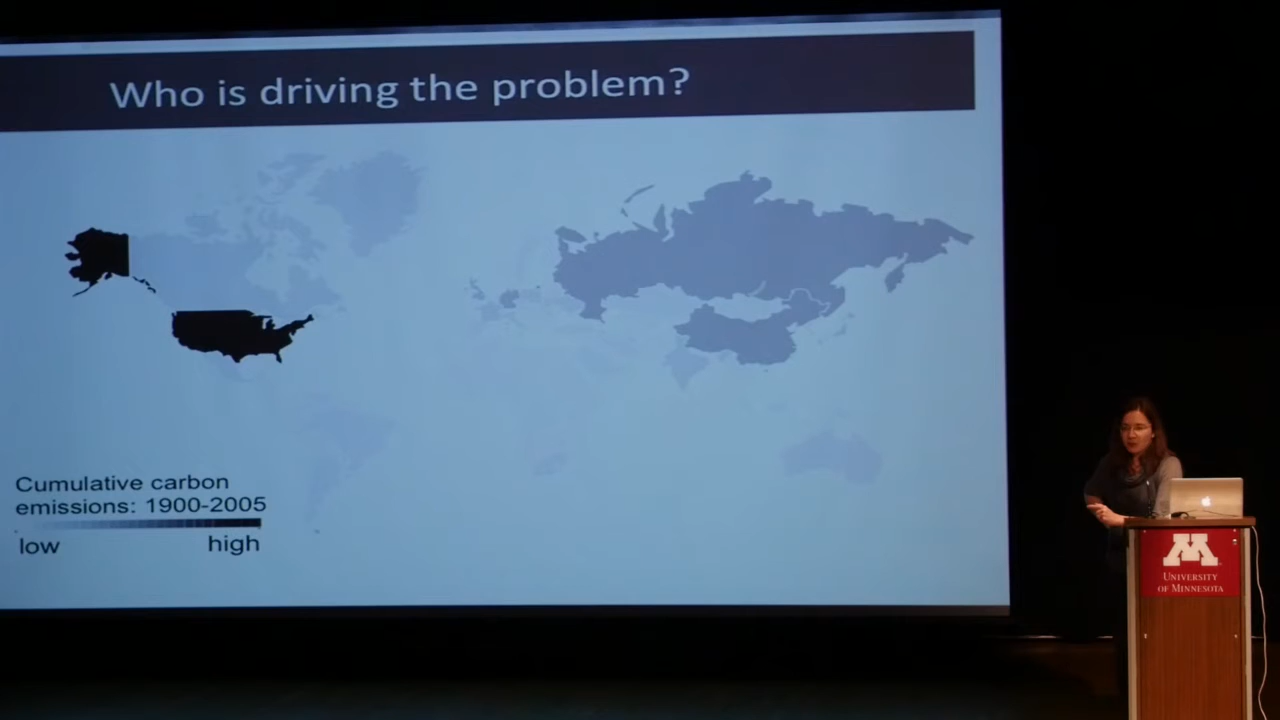 Who is driving the problem?
Cumulative carbon
emissions: 1900-2005
low high
M
UNIVERSITY
OF MINNESOTA